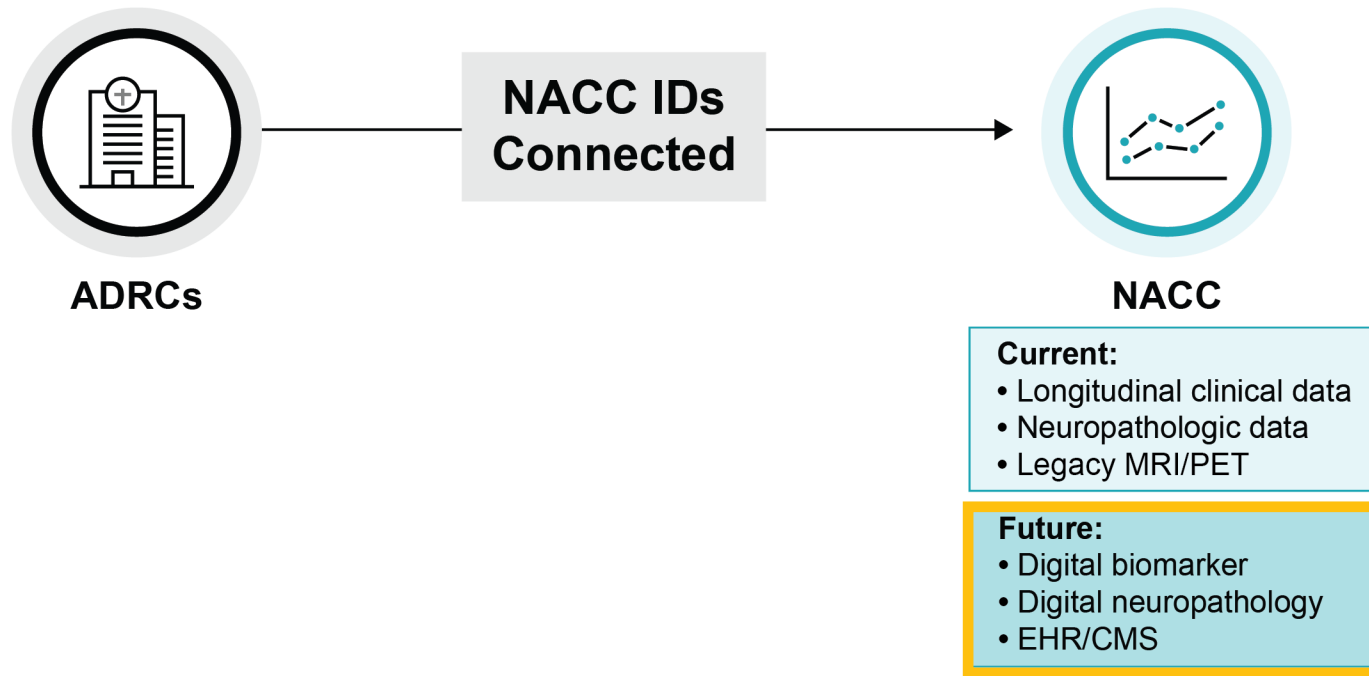 NACC IDs
Connected
ADRCs
NACC
Current:
• Longitudinal clinical data
• Neuropathologic data
• Legacy MRI/PET
Future:
• Digital biomarker
• Digital neuropathology
• EHR/CMS